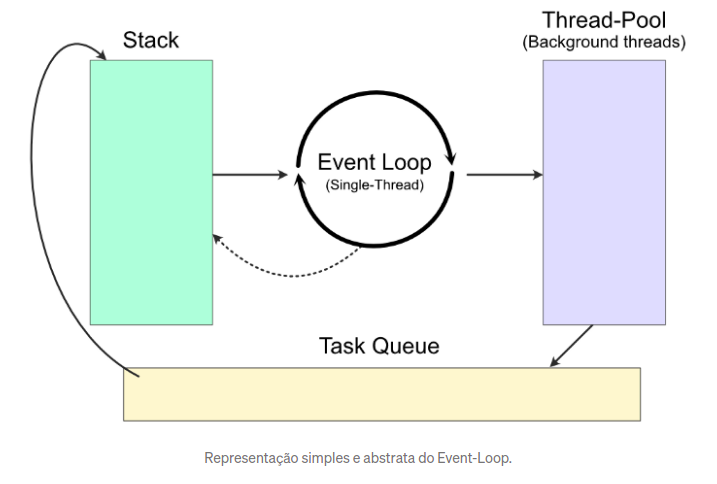 Stack
Thread-Pool
(Background threads)
Event Loop
(Single-Thread)
Task Queue
Representação simples e abstrata do Event-Loop.